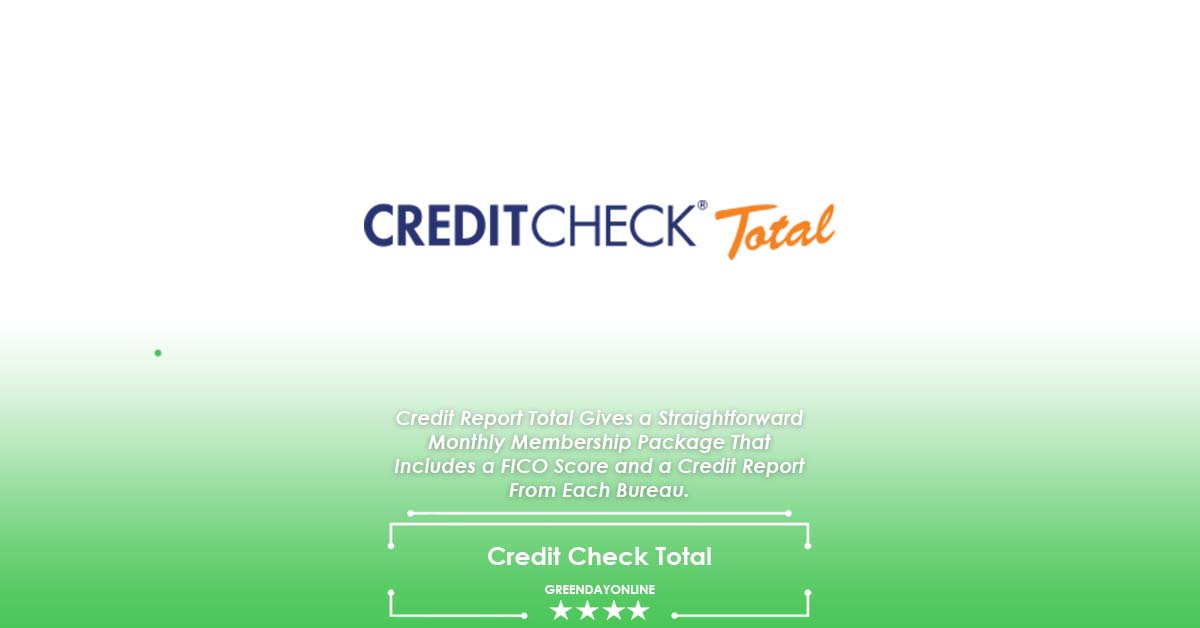 CREDITCHECK® Total
Credit Report Total Gives a Straightforward
Monthly Membership Package That
Includes a FICO Score and a Credit Report
From Each Bureau.
Credit Check Total
GREENDAYONLINE